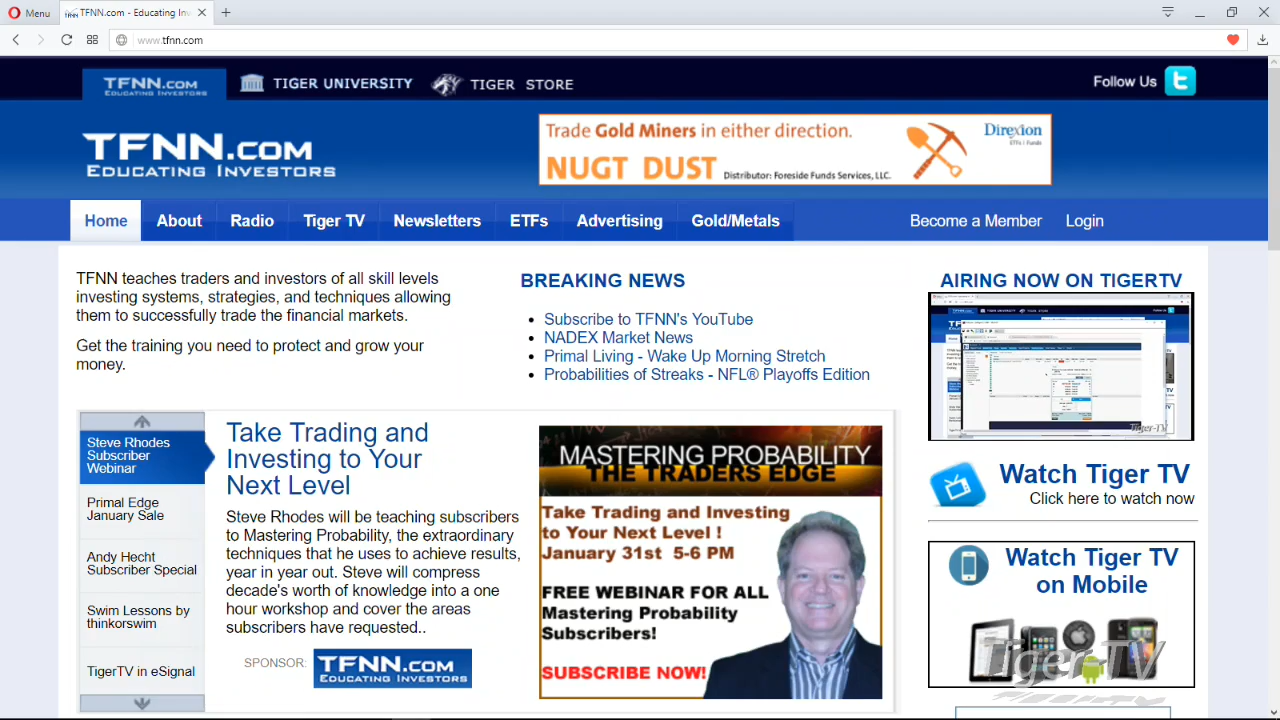 Menu
TFNN.com - Educating In
www.tfnn.com
TFNN.COM
EDUCATING INVESTORS
TIGER UNIVERSITY
TIGER STORE
Follow Us
TFNN.COM
EDUCATING INVESTORS
Trade Gold Miners in either direction.
NUGT DUST
Distributor: Foreside Funds Services, LLC.
Direxion
ETFs | Funds
Home
About
Radio
Tiger TV
Newsletters
ETFs
Advertising
Gold/Metals
Become a Member
Login
TFNN teaches traders and investors of all skill levels
investing systems, strategies, and techniques allowing
them to successfully trade the financial markets.
Get the training you need to protect and grow your
money.
BREAKING NEWS
Subscribe to TFNN's YouTube
NADEX Market News
Primal Living - Wake Up Morning Stretch
Probabilities of Streaks - NFL® Playoffs Edition
AIRING NOW ON TIGERTV
Tiger-TV
Watch Tiger TV
Click here to watch now
Watch Tiger TV
on Mobile
Tiger-TV
Steve Rhodes
Subscriber
Webinar
Primal Edge
January Sale
Andy Hecht
Subscriber Special
Swim Lessons by
thinkorswim
TigerTV in eSignal
Take Trading and
Investing to Your
Next Level
Steve Rhodes will be teaching subscribers
to Mastering Probability, the extraordinary
techniques that he uses to achieve results,
year in year out. Steve will compress
decade's worth of knowledge into a one
hour workshop and cover the areas
subscribers have requested..
SPONSOR:
TFNN.COM
EDUCATING INVESTORS
MASTERING PROBABILITY
THE TRADERS EDGE
Take Trading and Investing
to Your Next Level !
January 31st 5-6 PM
FREE WEBINAR FOR ALL
Mastering Probability
Subscribers!
SUBSCRIBE NOW!